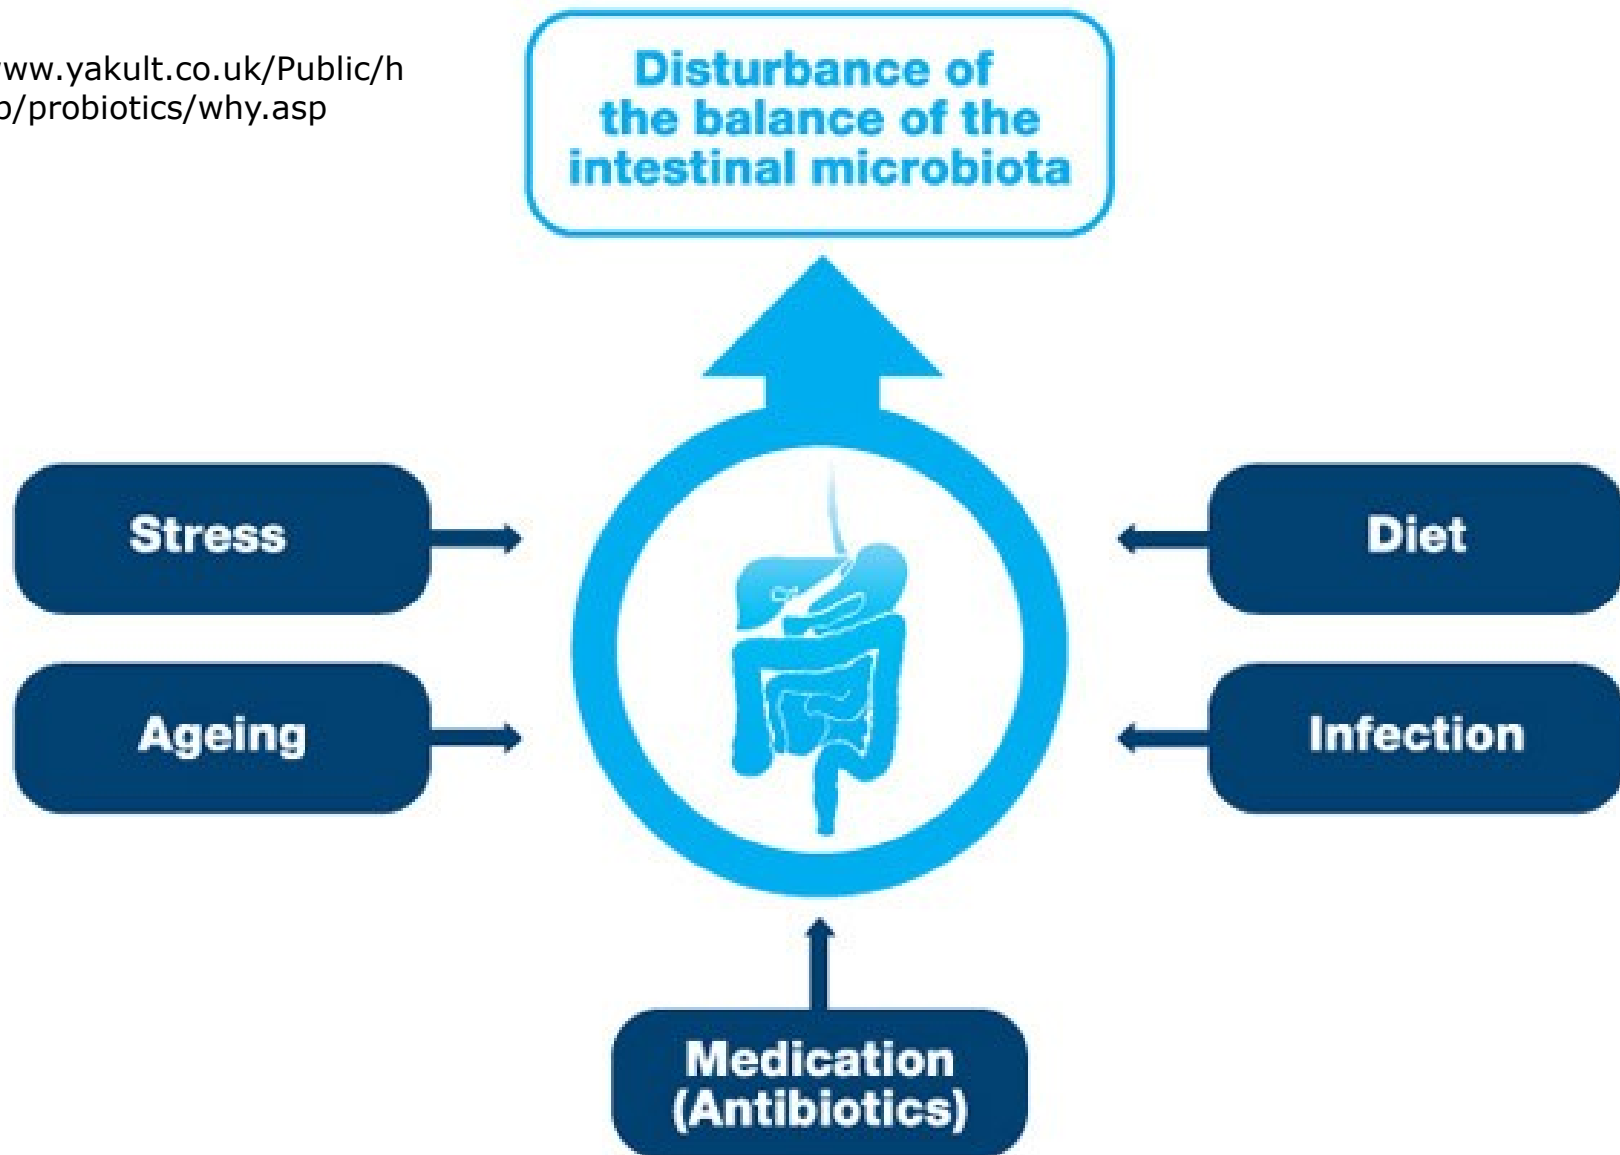 ww.yakult.co.uk/Public/h
p/probiotics/why.asp
Disturbance of
the balance of the
intestinal microbiota
Stress
Diet
Ageing
Infection
Medication
(Antibiotics)